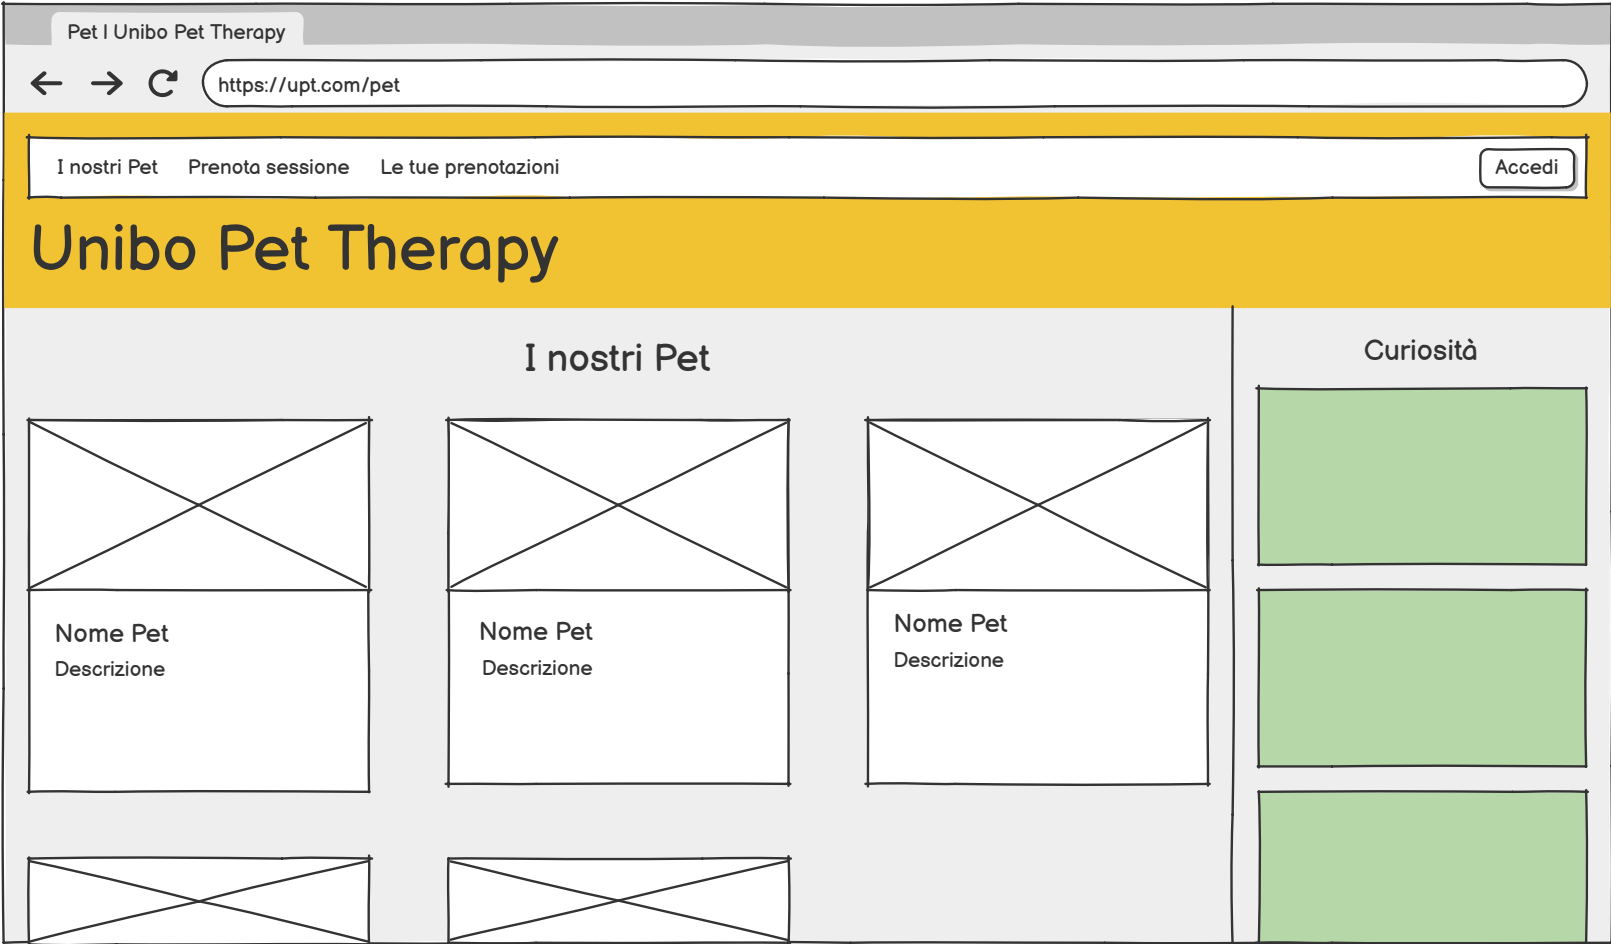 Pet | Unibo Pet Therapy
https://upt.com/pet
I nostri Pet
Prenota sessione
Le tue prenotazioni
Accedi
Unibo Pet Therapy
I nostri Pet
Nome Pet
Descrizione
Nome Pet
Descrizione
Nome Pet
Descrizione
Curiosità